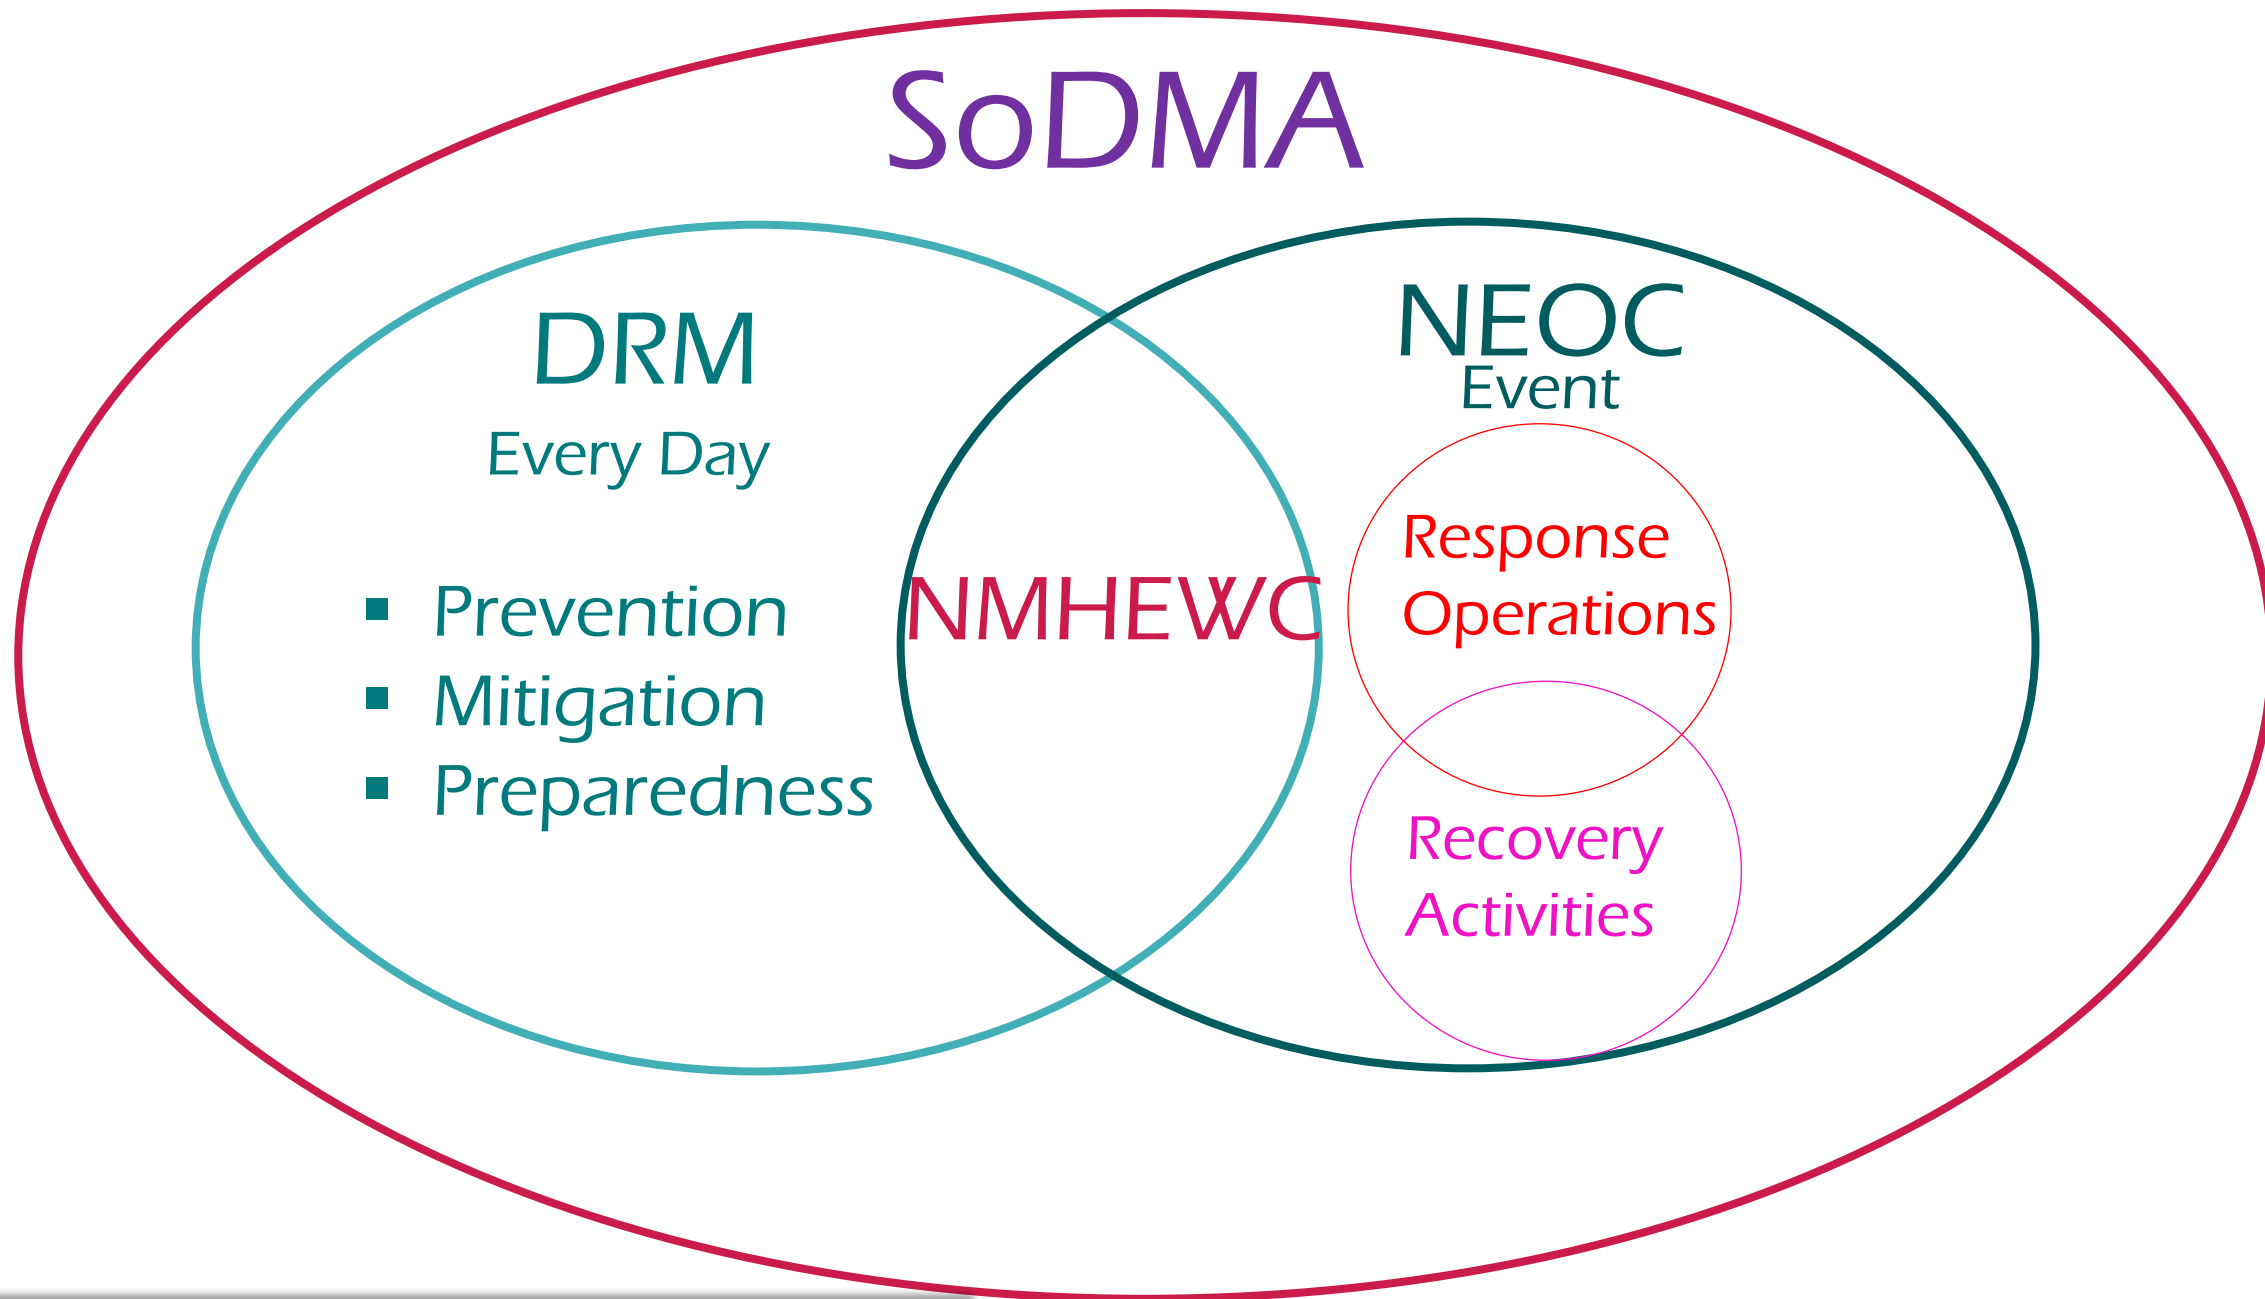 SoDMA
DRM
Every Day
▪ Prevention
▪ Mitigation
▪ Preparedness
NMHEWC
NEOC
Event
Response
Operations
Recovery
Activities